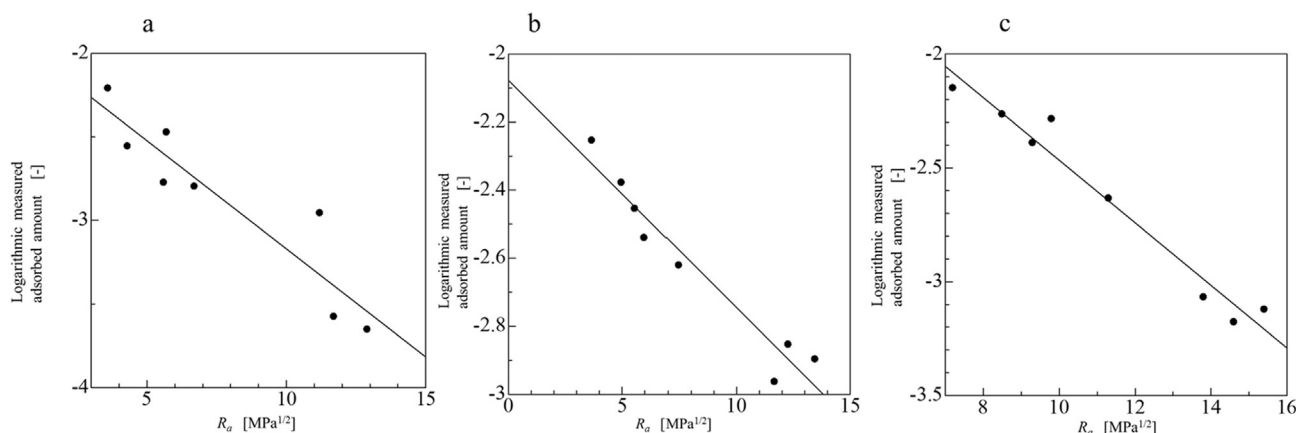 a
-2
-3
-4
5
10
15
Logarithmic measured
adsorbed amount [-]
Ra [MPa1/2]
b
-2
-2.2
-2.4
-2.6
-2.8
-3
0
5
10
15
Logarithmic measured
adsorbed amount [-]
Ra [MPa1/2]
c
-2
-2.5
-3
-3.5
8
10
12
14
16
Logarithmic measured
adsorbed amount [-]
Ra [MPa1/2]